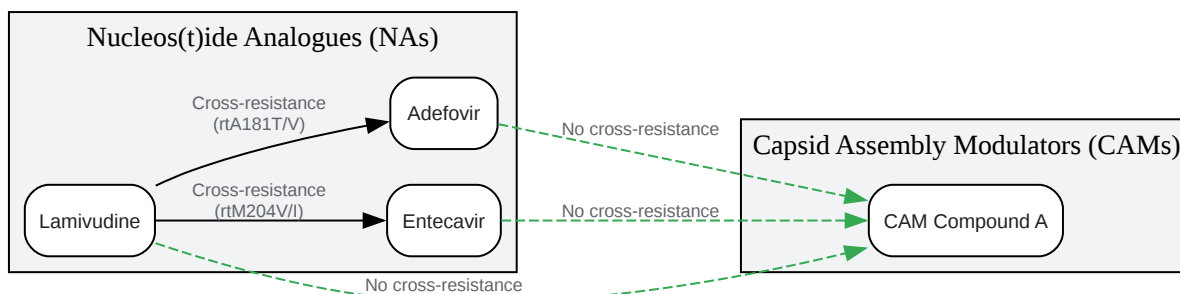 Nucleos(t)ide Analogues (NAs)
Cross-resistance
(rtA181T/V)
Adefovir
No cross-resistance
Capsid Assembly Modulators (CAMs)
Lamivudine
Cross-resistance
(rtM204V/I)
Entecavir
No cross-resistance
CAM Compound A
No cross-resistance